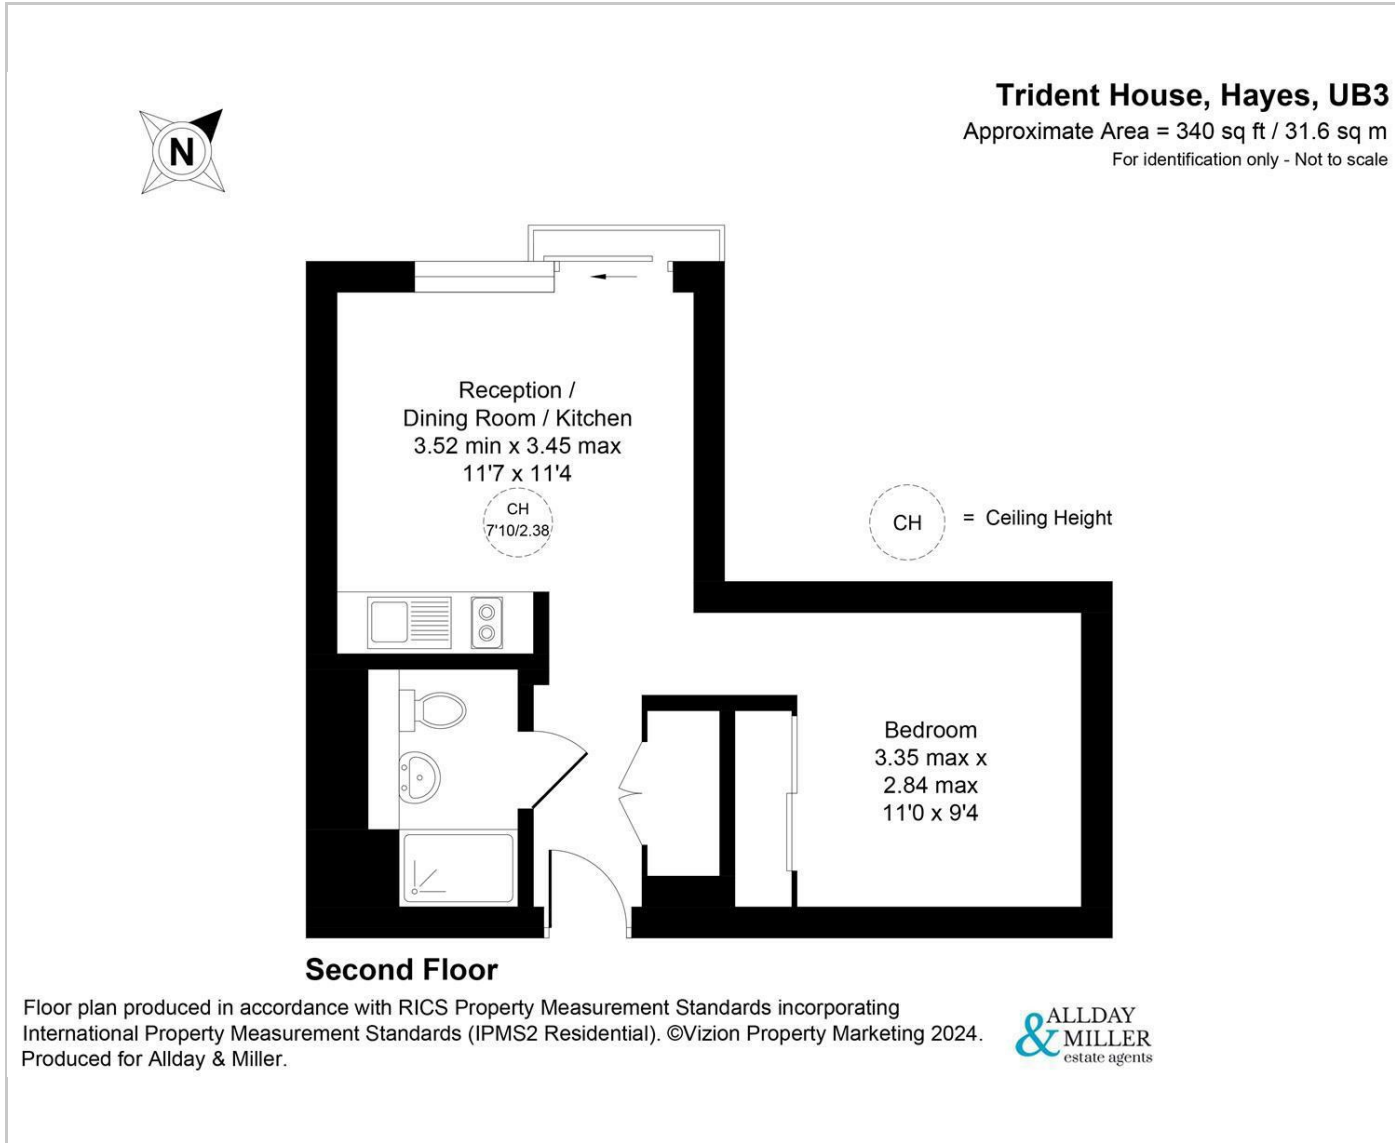 Trident House, Hayes, UB3
Approximate Area = 340 sq ft / 31.6 sq m
For identification only - Not to scale
N
Reception /
Dining Room / Kitchen
3.52 min x 3.45 max
11'7 x 11'4
CH
7'10/2.38
CH
= Ceiling Height
Bedroom
3.35 max x
2.84 max
11'0 x 9'4
Second Floor
Floor plan produced in accordance with RICS Property Measurement Standards incorporating
International Property Measurement Standards (IPMS2 Residential). ©Vizion Property Marketing 2024.
Produced for Allday & Miller.
ALLDAY
& MILLER
estate agents